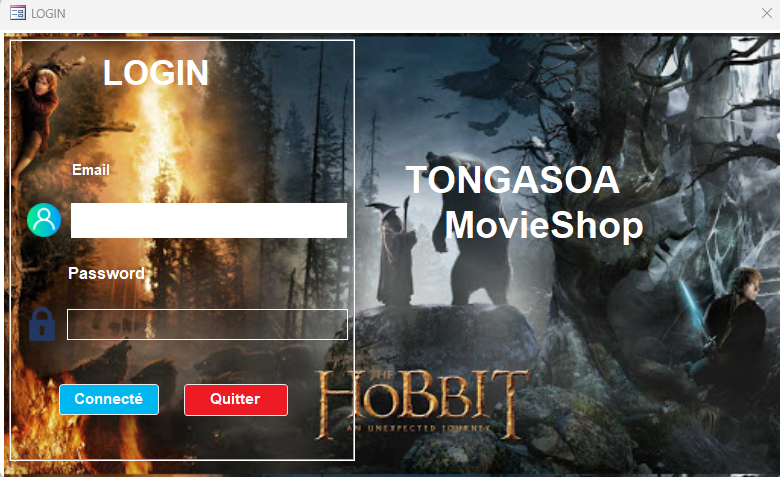 LOGIN
LOGIN
Email
Password
Connecté
Quitter
TONGASOA
MovieShop
THE
HOBBIT
AN UNEXPECTED JOURNEY